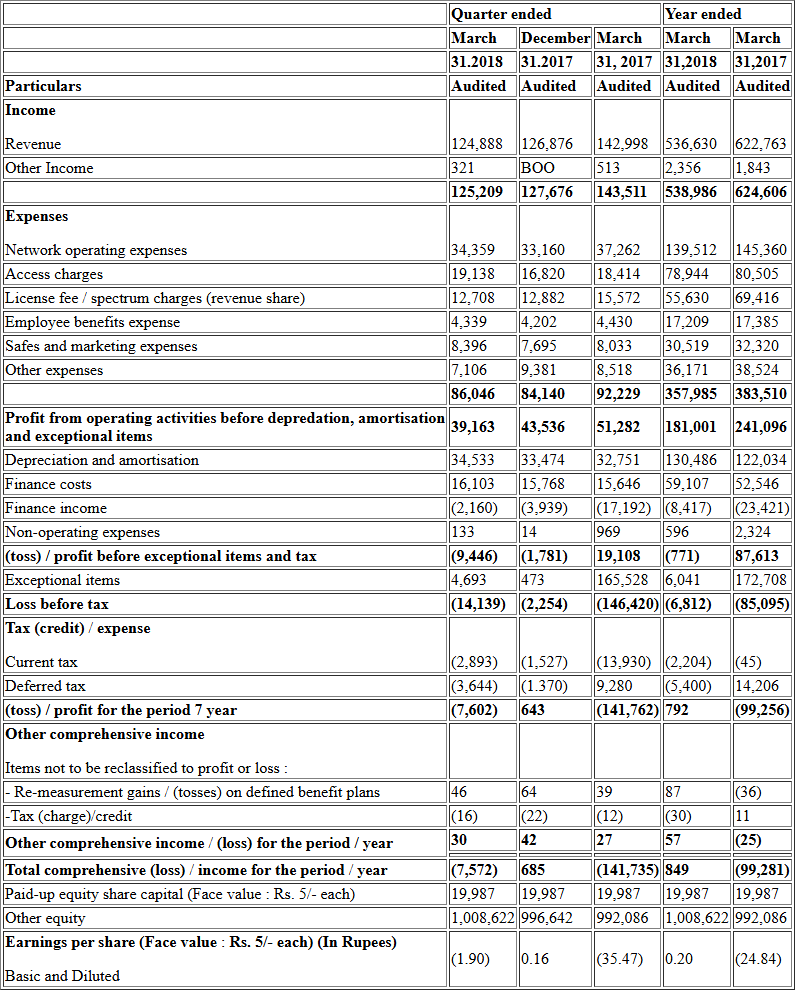 Quarter ended Year ended
March December March March March
31.2018 31.2017 31, 2017 31,2018 31,2017
Particulars Audited Audited Audited Audited Audited
Income
Revenue 124,888 126,876 142,998 536,630 622,763
Other Income 321 BOO 513 2,356 1,843
125,209 127,676 143,511 538,986 624,606
Expenses
Network operating expenses 34,359 33,160 37,262 139,512 145,360
Access charges 19,138 16,820 18,414 78,944 80,505
License fee / spectrum charges (revenue share) 12,708 12,882 15,572 55,630 69,416
Employee benefits expense 4,339 4,202 4,430 17,209 17,385
Safes and marketing expenses 8,396 7,695 8,033 30,519 32,320
Other expenses 7,106 9,381 8,518 36,171 38,524
86,046 84,140 92,229 357,985 383,510
Profit from operating activities before depredation, amortisation
and exceptional items 39,163 43,536 51,282 181,001 241,096
Depreciation and amortisation 34,533 33,474 32,751 130,486 122,034
Finance costs 16,103 15,768 15,646 59,107 52,546
Finance income (2,160) (3,939) (17,192) (8,417) (23,421)
Non-operating expenses 133 14 969 596 2,324
(toss) / profit before exceptional items and tax (9,446) (1,781) 19,108 (771) 87,613
Exceptional items 4,693 473 165,528 6,041 172,708
Loss before tax (14,139) (2,254) (146,420) (6,812) (85,095)
Tax (credit) / expense
Current tax (2,893) (1,527) (13,930) (2,204) (45)
Deferred tax (3,644) (1.370) 9,280 (5,400) 14,206
(toss) / profit for the period 7 year (7,602) 643 (141,762) 792 (99,256)
Other comprehensive income
Items not to be reclassified to profit or loss :
- Re-measurement gains / (tosses) on defined benefit plans 46 64 39 87 (36)
-Tax (charge)/credit (16) (22) (12) (30) 11
Other comprehensive income / (loss) for the period / year 30 42 27 57 (25)
Total comprehensive (loss) / income for the period / year (7,572) 685 (141,735) 849 (99,281)
Paid-up equity share capital (Face value : Rs. 5/- each) 19,987 19,987 19,987 19,987 19,987
Other equity 1,008,622 996,642 992,086 1,008,622 992,086
Earnings per share (Face value : Rs. 5/- each) (In Rupees)
Basic and Diluted (1.90) 0.16 (35.47) 0.20 (24.84)